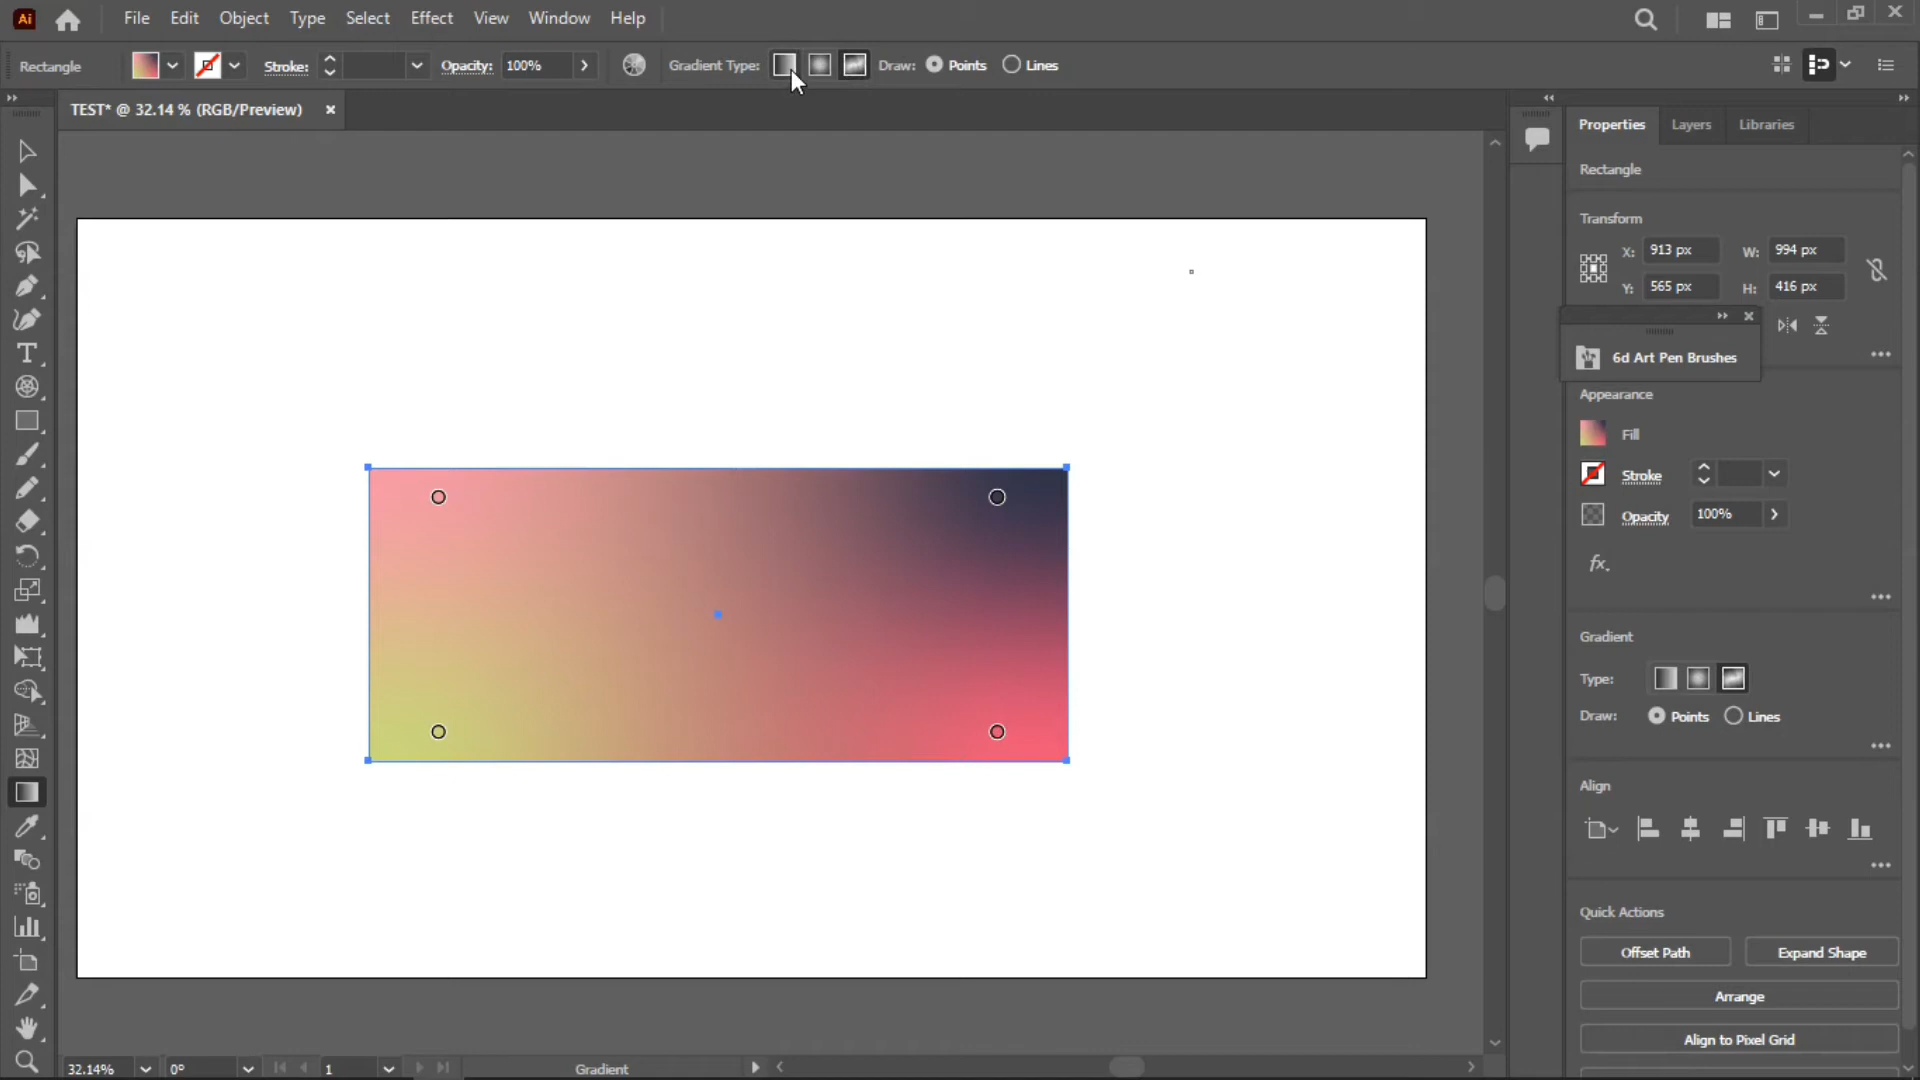 Ai File Edit Object Type Select Effect View Window Help
Rectangle Stroke: Opacity: 100% Gradient Type: Draw: Points Lines
TEST* @ 32.14 % (RGB/Preview) ×
Properties Layers Libraries
Rectangle
Transform
X: 913 px W: 994 px
Y: 565 px H: 416 px
6d Art Pen Brushes
Appearance
Fill
Stroke
Opacity 100%
fx.
Gradient
Type:
Draw: Points Lines
Align
Quick Actions
Offset Path Expand Shape
Arrange
Align to Pixel Grid
32.14% 0° 1 Gradient